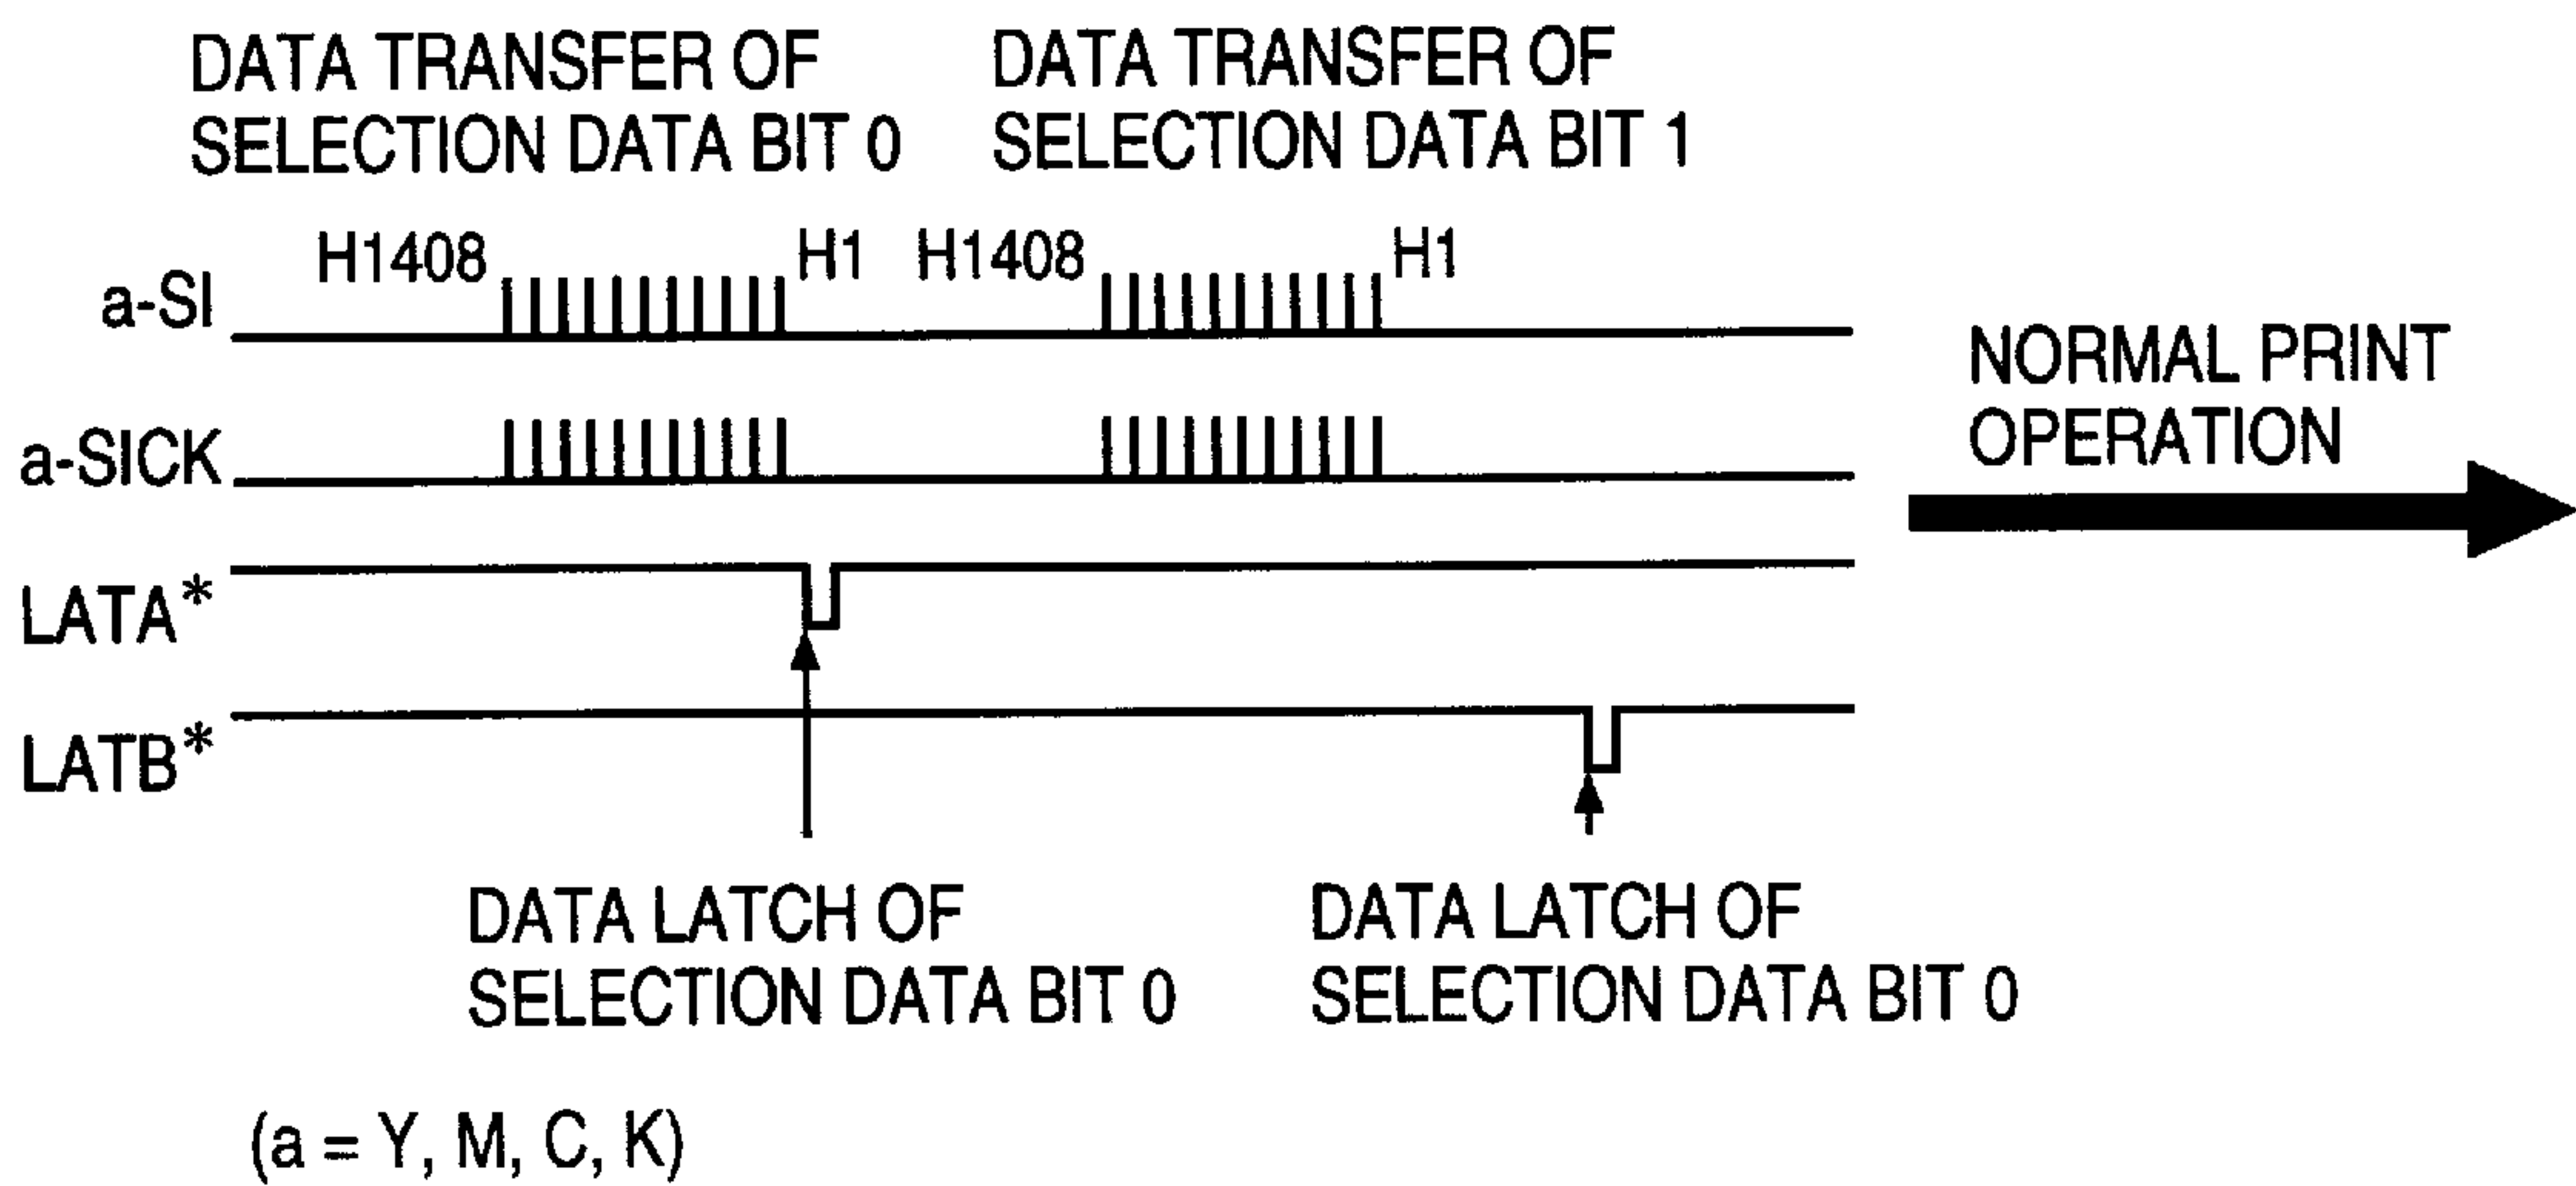 DATA TRANSFER OF
SELECTION DATA BIT 0
DATA TRANSFER OF
SELECTION DATA BIT 1
H1408
H1
H1408
H1
a-SI
NORMAL PRINT
OPERATION
a-SICK
LATA*
LATB*
DATA LATCH OF
SELECTION DATA BIT 0
DATA LATCH OF
SELECTION DATA BIT 0
(a = Y, M, C, K)